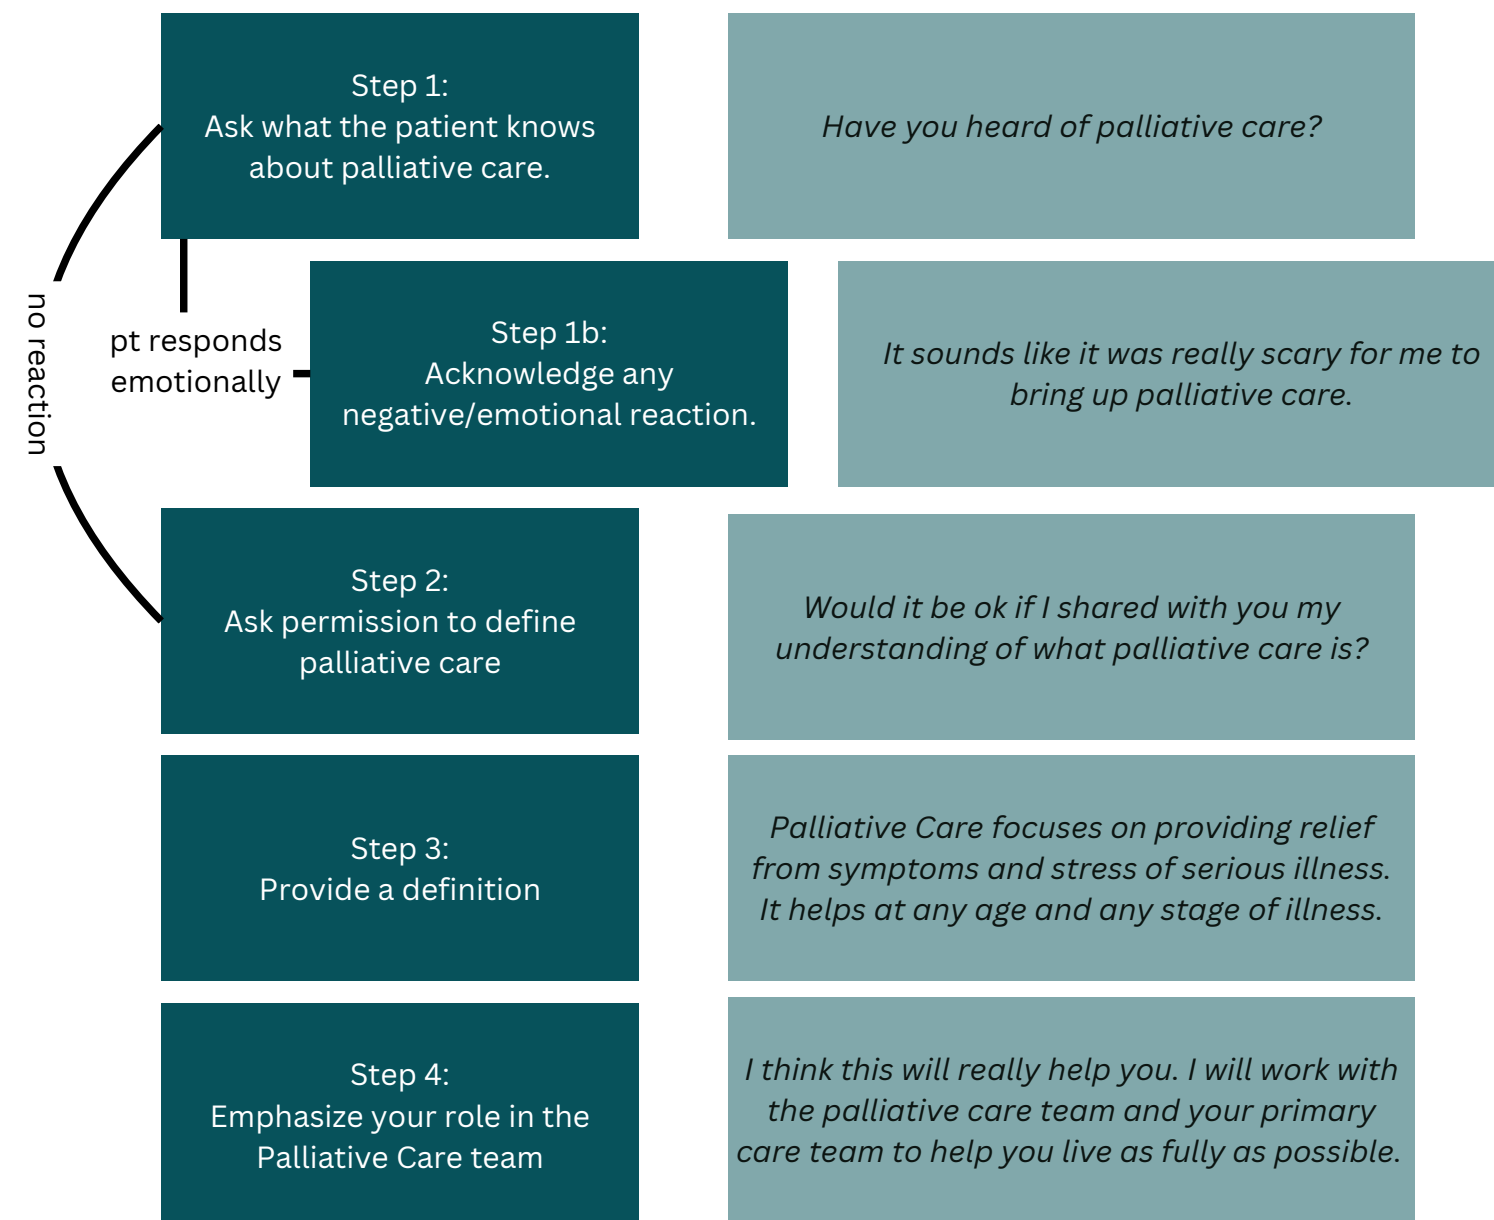 Step 1:
Ask what the patient knows
about palliative care.
Have you heard of palliative care?
no reaction
pt responds
emotionally
Step 1b:
Acknowledge any
negative/emotional reaction.
It sounds like it was really scary for me to
bring up palliative care.
Step 2:
Ask permission to define
palliative care
Would it be ok if I shared with you my
understanding of what palliative care is?
Step 3:
Provide a definition
Palliative Care focuses on providing relief
from symptoms and stress of serious illness.
It helps at any age and any stage of illness.
Step 4:
Emphasize your role in the
Palliative Care team
I think this will really help you. I will work with
the palliative care team and your primary
care team to help you live as fully as possible.